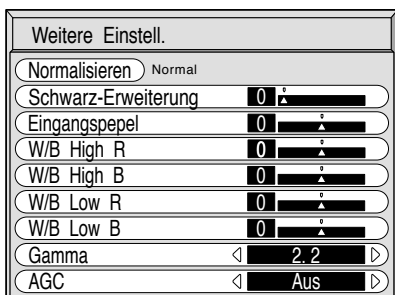 Weitere Einstell.
Normalisieren Normal
Schwarz-Erweiterung 0
Eingangspepel 0
W/B High R 0
W/B High B 0
W/B Low R 0
W/B Low B 0
Gamma 2.2
AGC Aus